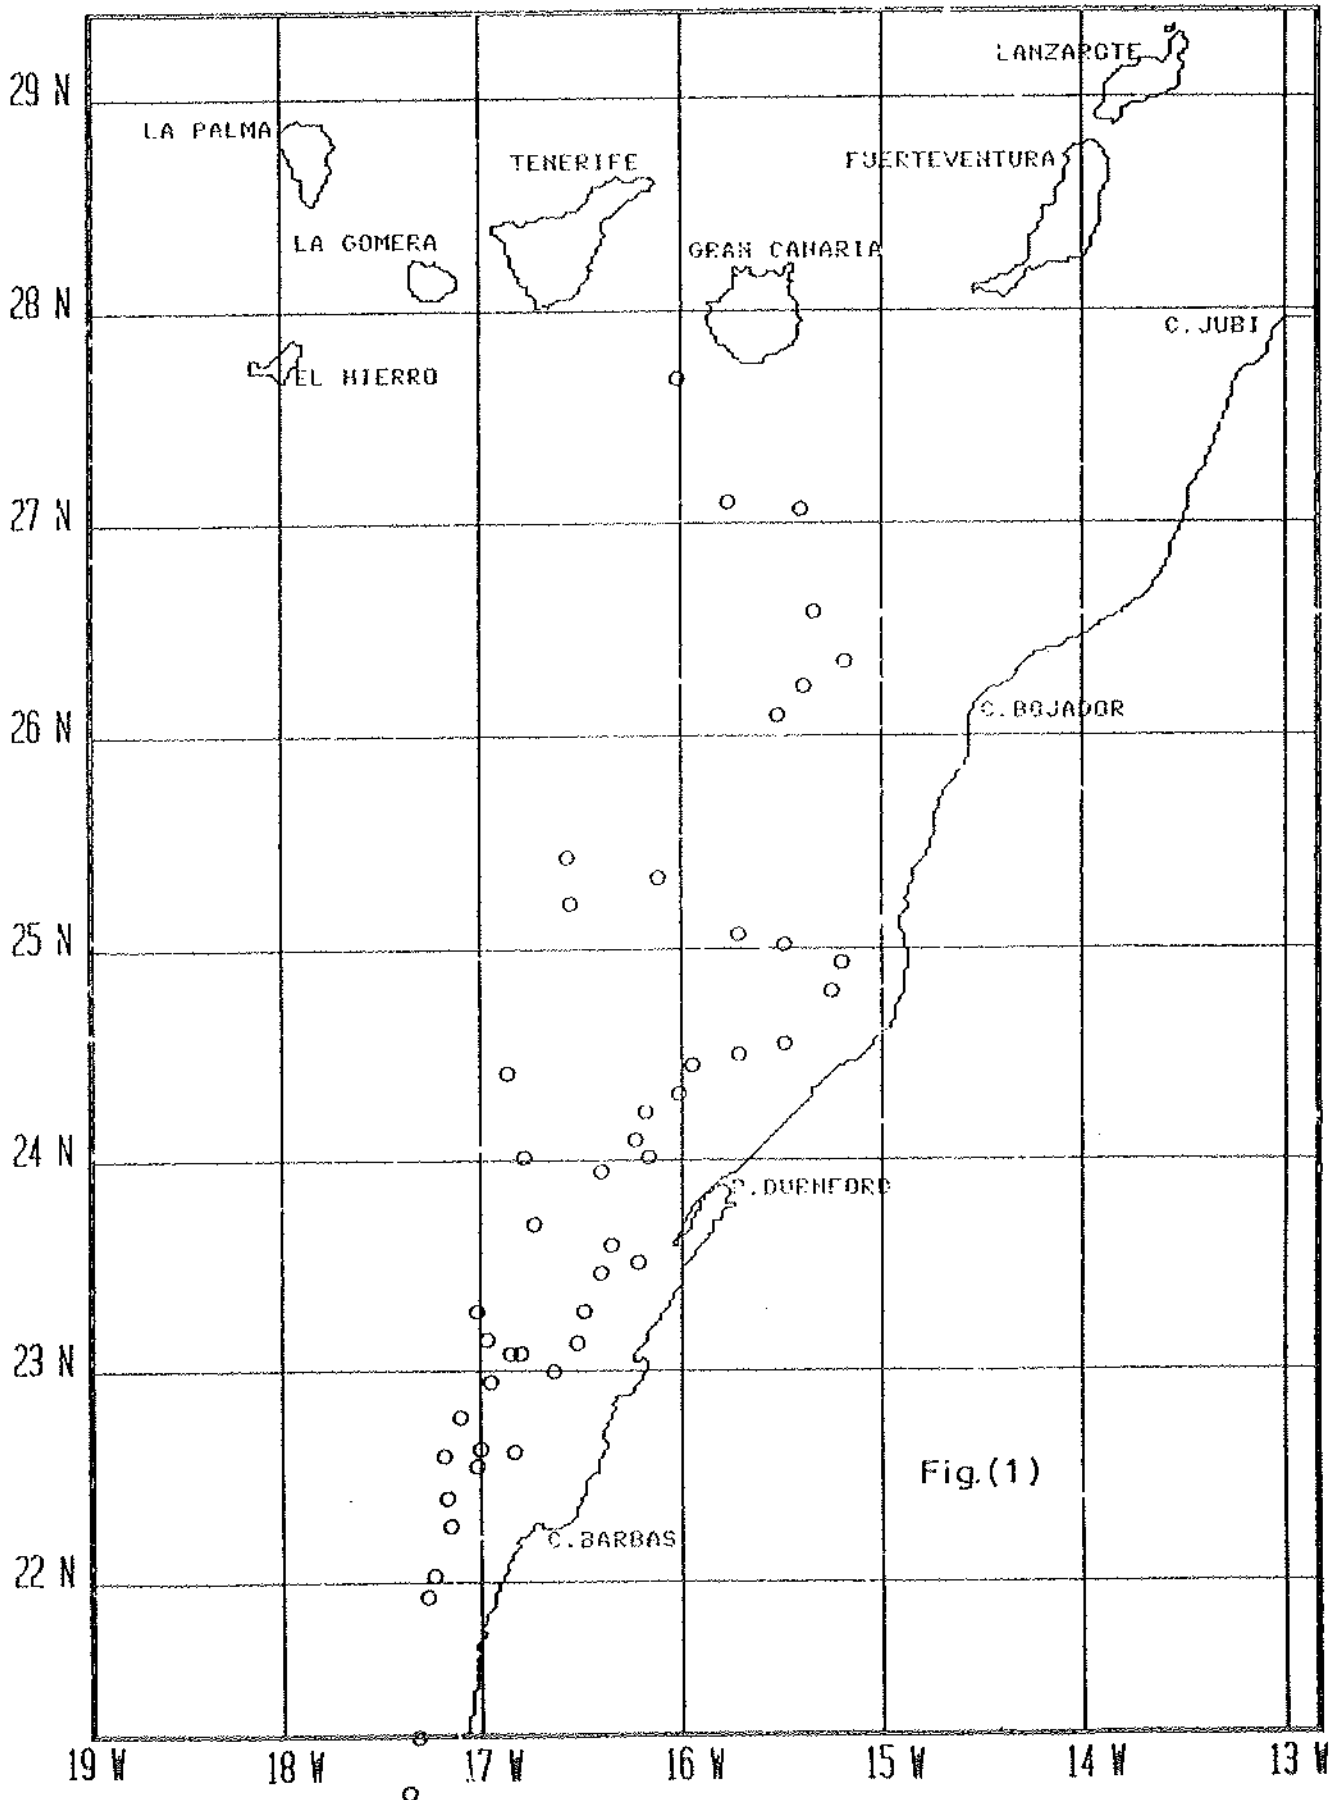 LANZAROTE
29 N
LA PALMA
TENERIFE
FUERTEVENTURA
LA GOMERA
GRAN CANARIA
28 N
C.JUBI
EL HIERRO
27 N
C.BOJADOR
26 N
25 N
24 N
P.DURNFORD
23 N
Fig.(1)
C.BARBAS
22 N
19 W 18 W 17 W 16 W 15 W 14 W 13 W